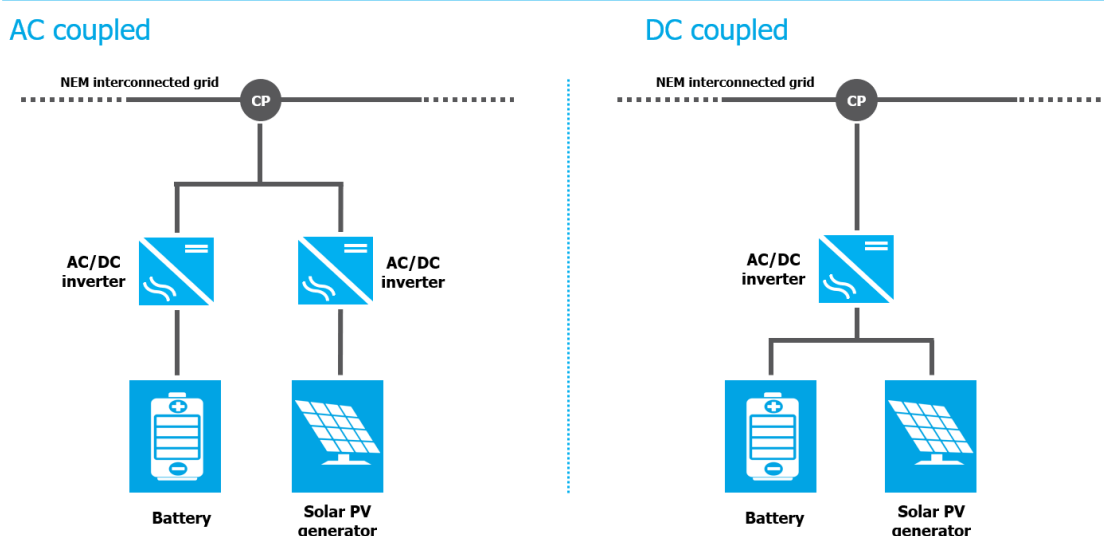 AC coupled
NEM interconnected grid
CP
AC/DC
inverter
AC/DC
inverter
Battery
Solar PV
generator
DC coupled
NEM interconnected grid
CP
AC/DC
inverter
Battery
Solar PV
generator